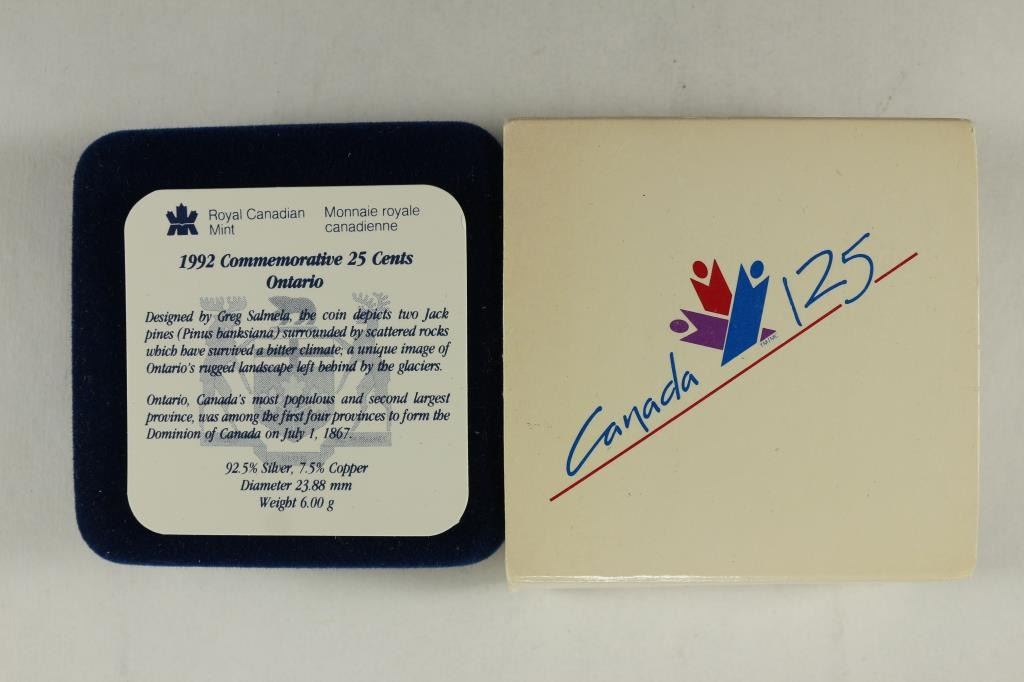 Royal Canadian Mint
Monnaie royale canadienne
1992 Commemorative 25 Cents
Ontario
Designed by Greg Salmela, the coin depicts two Jack
pines (Pinus banksiana) surrounded by scattered rocks
which have survived a bitter climate; a unique image of
Ontario's rugged landscape left behind by the glaciers.
Ontario, Canada's most populous and second largest
province, was among the first four provinces to form the
Dominion of Canada on July 1, 1867.
92.5% Silver, 7.5% Copper
Diameter 23.88 mm
Weight 6.00 g
Canada 125
TM/MC